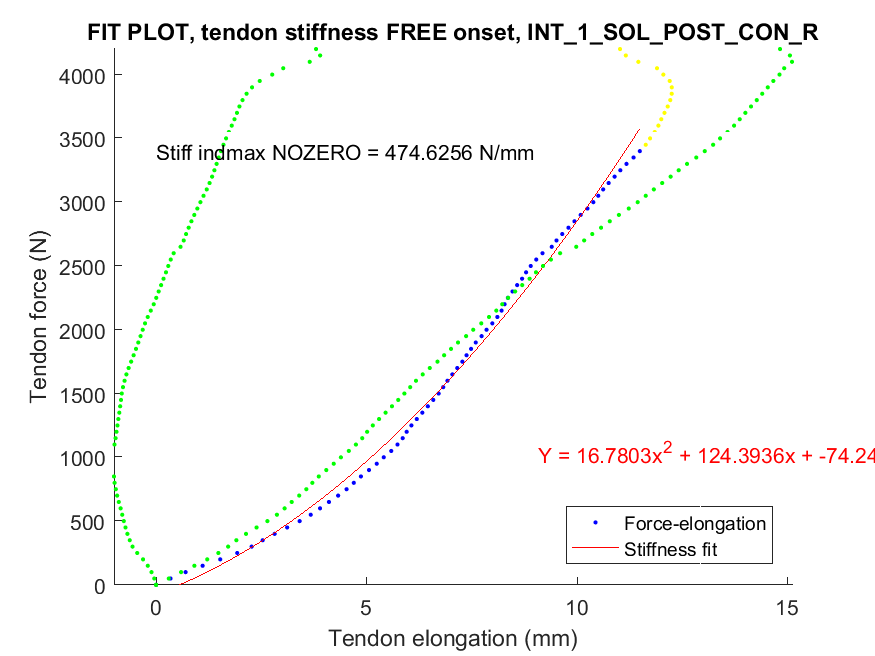 FIT PLOT, tendon stiffness FREE onset, INT_1_SOL_POST_CON_R
4000
3500
Stiff indmax NOZERO = 474.6256 N/mm
3000
2500
Tendon force (N)
2000
1500
1000
Y = 16.7803x² + 124.3936x + -74.24
500
Force-elongation
Stiffness fit
0
0 5 10 15
Tendon elongation (mm)